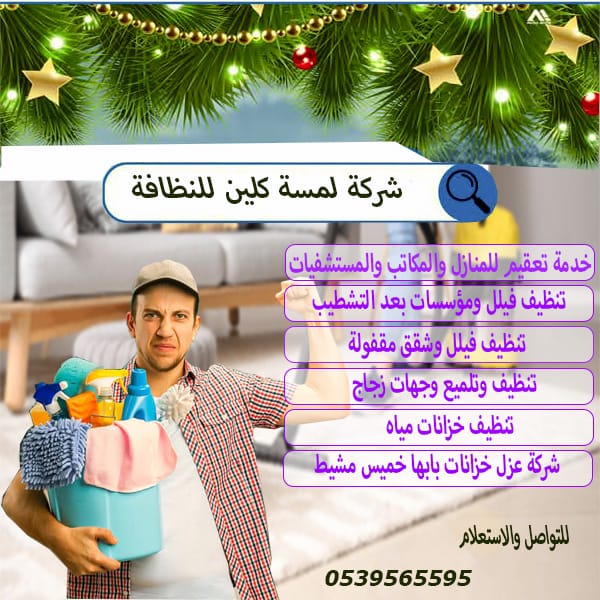 شركة لمسة كلين للنظافة
خدمة تعقيم للمنازل والمكاتب والمستشفيات
تنظيف فيلل ومؤسسات بعد التشطيب
تنظيف فيلل وشقق مقفولة
تنظيف وتلميع وجهات زجاج
تنظيف خزانات مياه
شركة عزل خزانات بابها خميس مشيط
للتواصل والاستعلام
0539565595